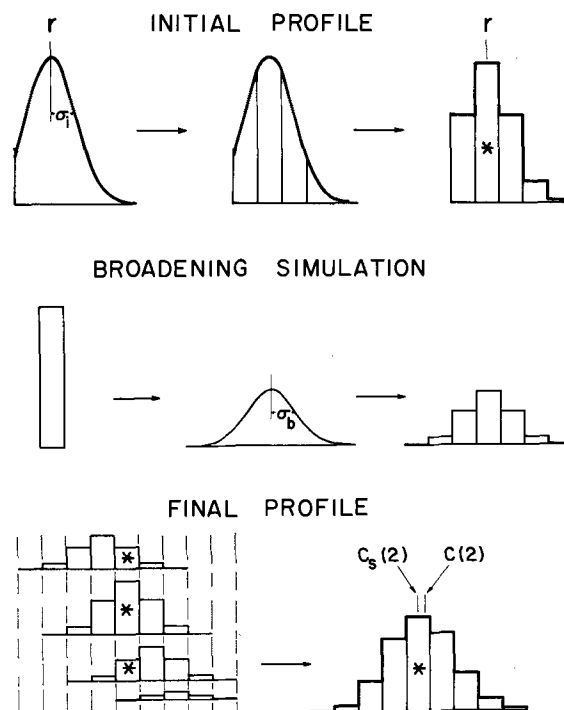 r INITIAL PROFILE r
σi
*
BROADENING SIMULATION
σb
FINAL PROFILE
Cs(2) C(2)
*
*
*
*